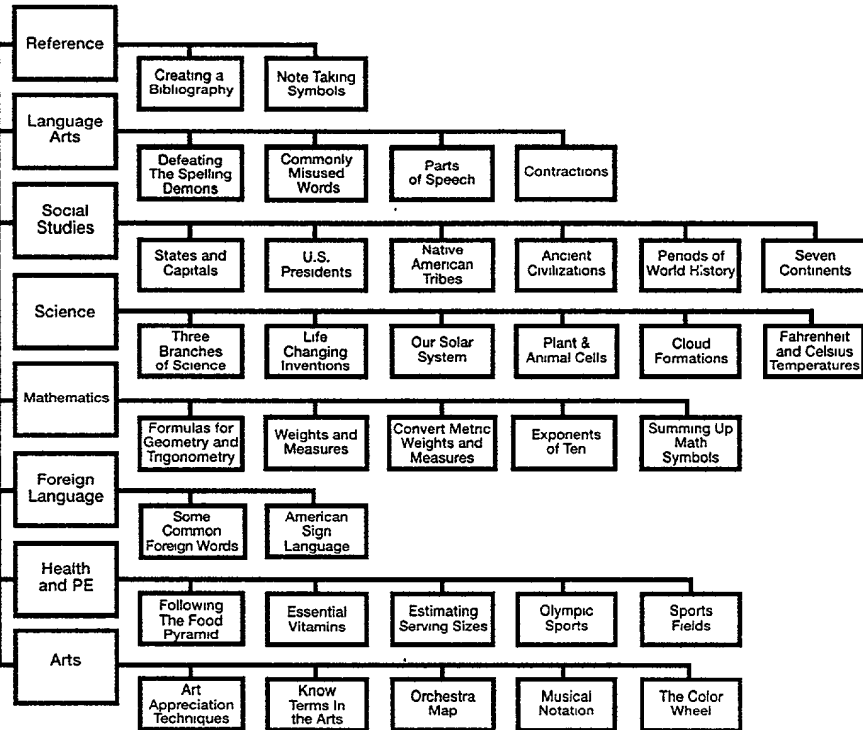 Reference
Creating a
Bibliography
Note Taking
Symbols
Language
Arts
Defeating
The Spelling
Demons
Commonly
Misused
Words
Parts
of Speech
Contractions
Social
Studies
States and
Capitals
U.S.
Presidents
Native
American
Tribes
Ancient
Civilizations
Periods of
World History
Seven
Continents
Science
Three
Branches
of Science
Life
Changing
Inventions
Our Solar
System
Plant &
Animal Cells
Cloud
Formations
Fahrenheit
and Celsius
Temperatures
Mathematics
Formulas for
Geometry and
Trigonometry
Weights and
Measures
Convert Metric
Weights and
Measures
Exponents
of Ten
Summing Up
Math
Symbols
Foreign
Language
Some
Common
Foreign Words
American
Sign
Language
Health
and PE
Following
The Food
Pyramid
Essential
Vitamins
Estimating
Serving Sizes
Olympic
Sports
Sports
Fields
Arts
Art
Appreciation
Techniques
Know
Terms In
the Arts
Orchestra
Map
Musical
Notation
The Color
Wheel